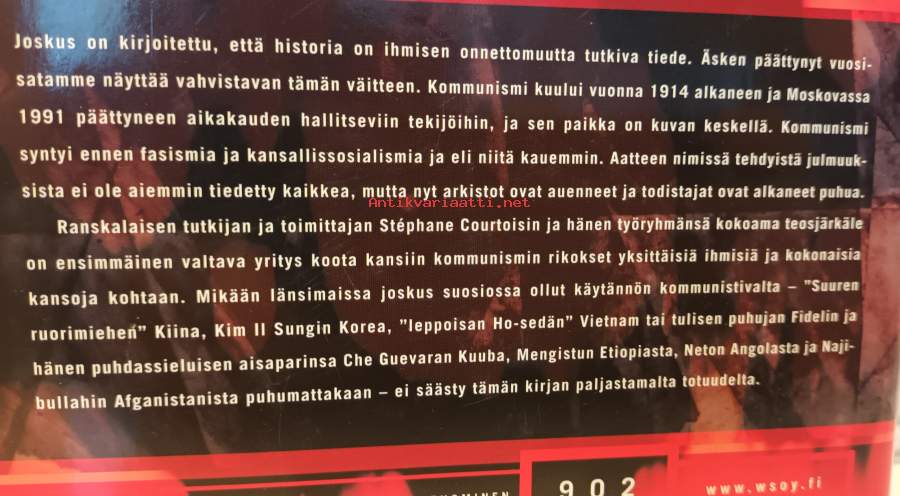 Joskus on kirjoitettu, että historia on ihmisen onnettomuutta tutkiva tiede. Äsken päättynyt vuosi-
satamme näyttää vahvistavan tämän väitteen. Kommunismi kuului vuonna 1914 alkaneen ja Moskovassa
1991 päättyneen aikakauden hallitseviin tekijöihin, ja sen paikka on kuvan keskellä. Kommunismi
syntyi ennen fasismia ja kansallissosialismia ja eli niitä kauemmin. Aatteen nimissä tehdyistä julmuuk-
sista ei ole aiemmin tiedetty kaikkea, mutta nyt arkistot ovat auenneet ja todistajat ovat alkaneet puhua.
Antikvariaatti.net
Ranskalaisen tutkijan ja toimittajan Stéphane Courtoisin ja hänen työryhmänsä kokoama teosjärkäle
on ensimmäinen valtava yritys koota kansiin kommunismin rikokset yksittäisiä ihmisiä ja kokonaisia
kansoja kohtaan. Mikään länsimaissa joskus suosiossa ollut käytännön kommunistivalta – "Suuren
ruorimiehen" Kiina, Kim Il Sungin Korea, "leppoisan Ho-sedän" Vietnam tai tulisen puhujan Fidelin ja
hänen puhdassieluisen aisaparinsa Che Guevaran Kuuba, Mengistun Etiopiasta, Neton Angolasta ja Naji-
bullahin Afganistanista puhumattakaan – ei säästy tämän kirjan paljastamalta totuudelta.
902
www.wsoy.fi